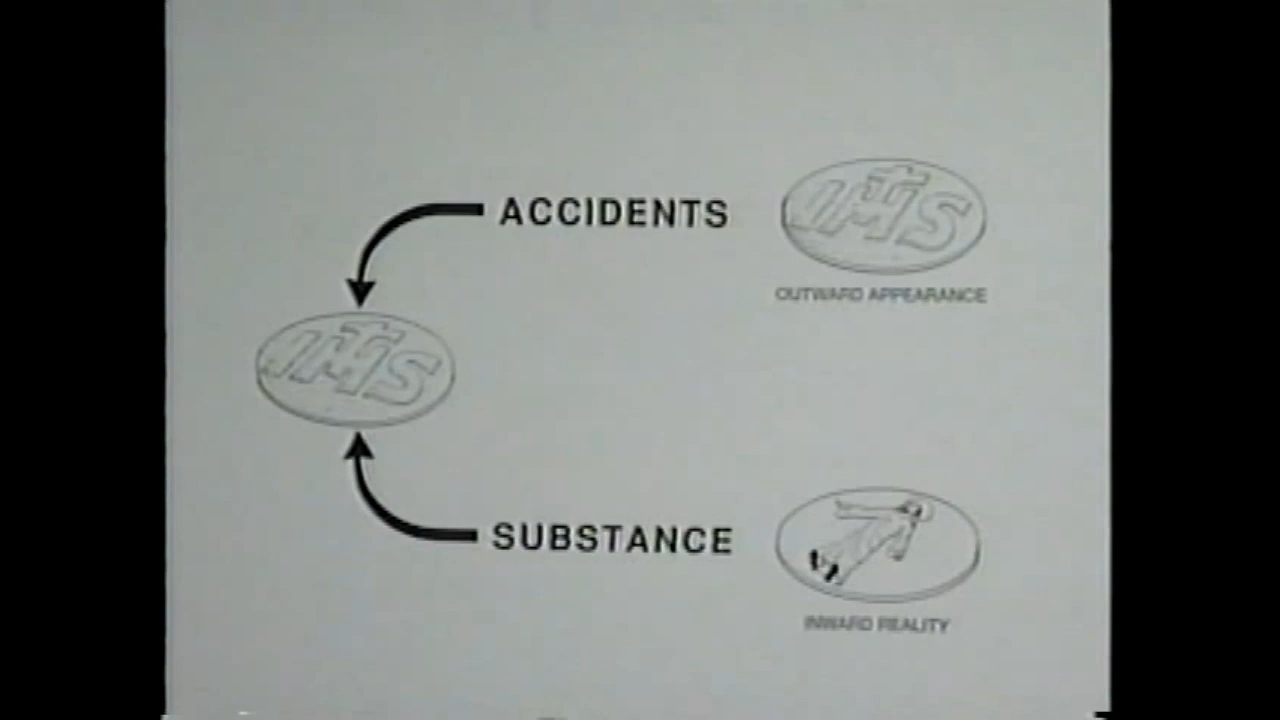 ACCIDENTS
IHS
OUTWARD APPEARANCE
IHS
SUBSTANCE
INWARD REALITY